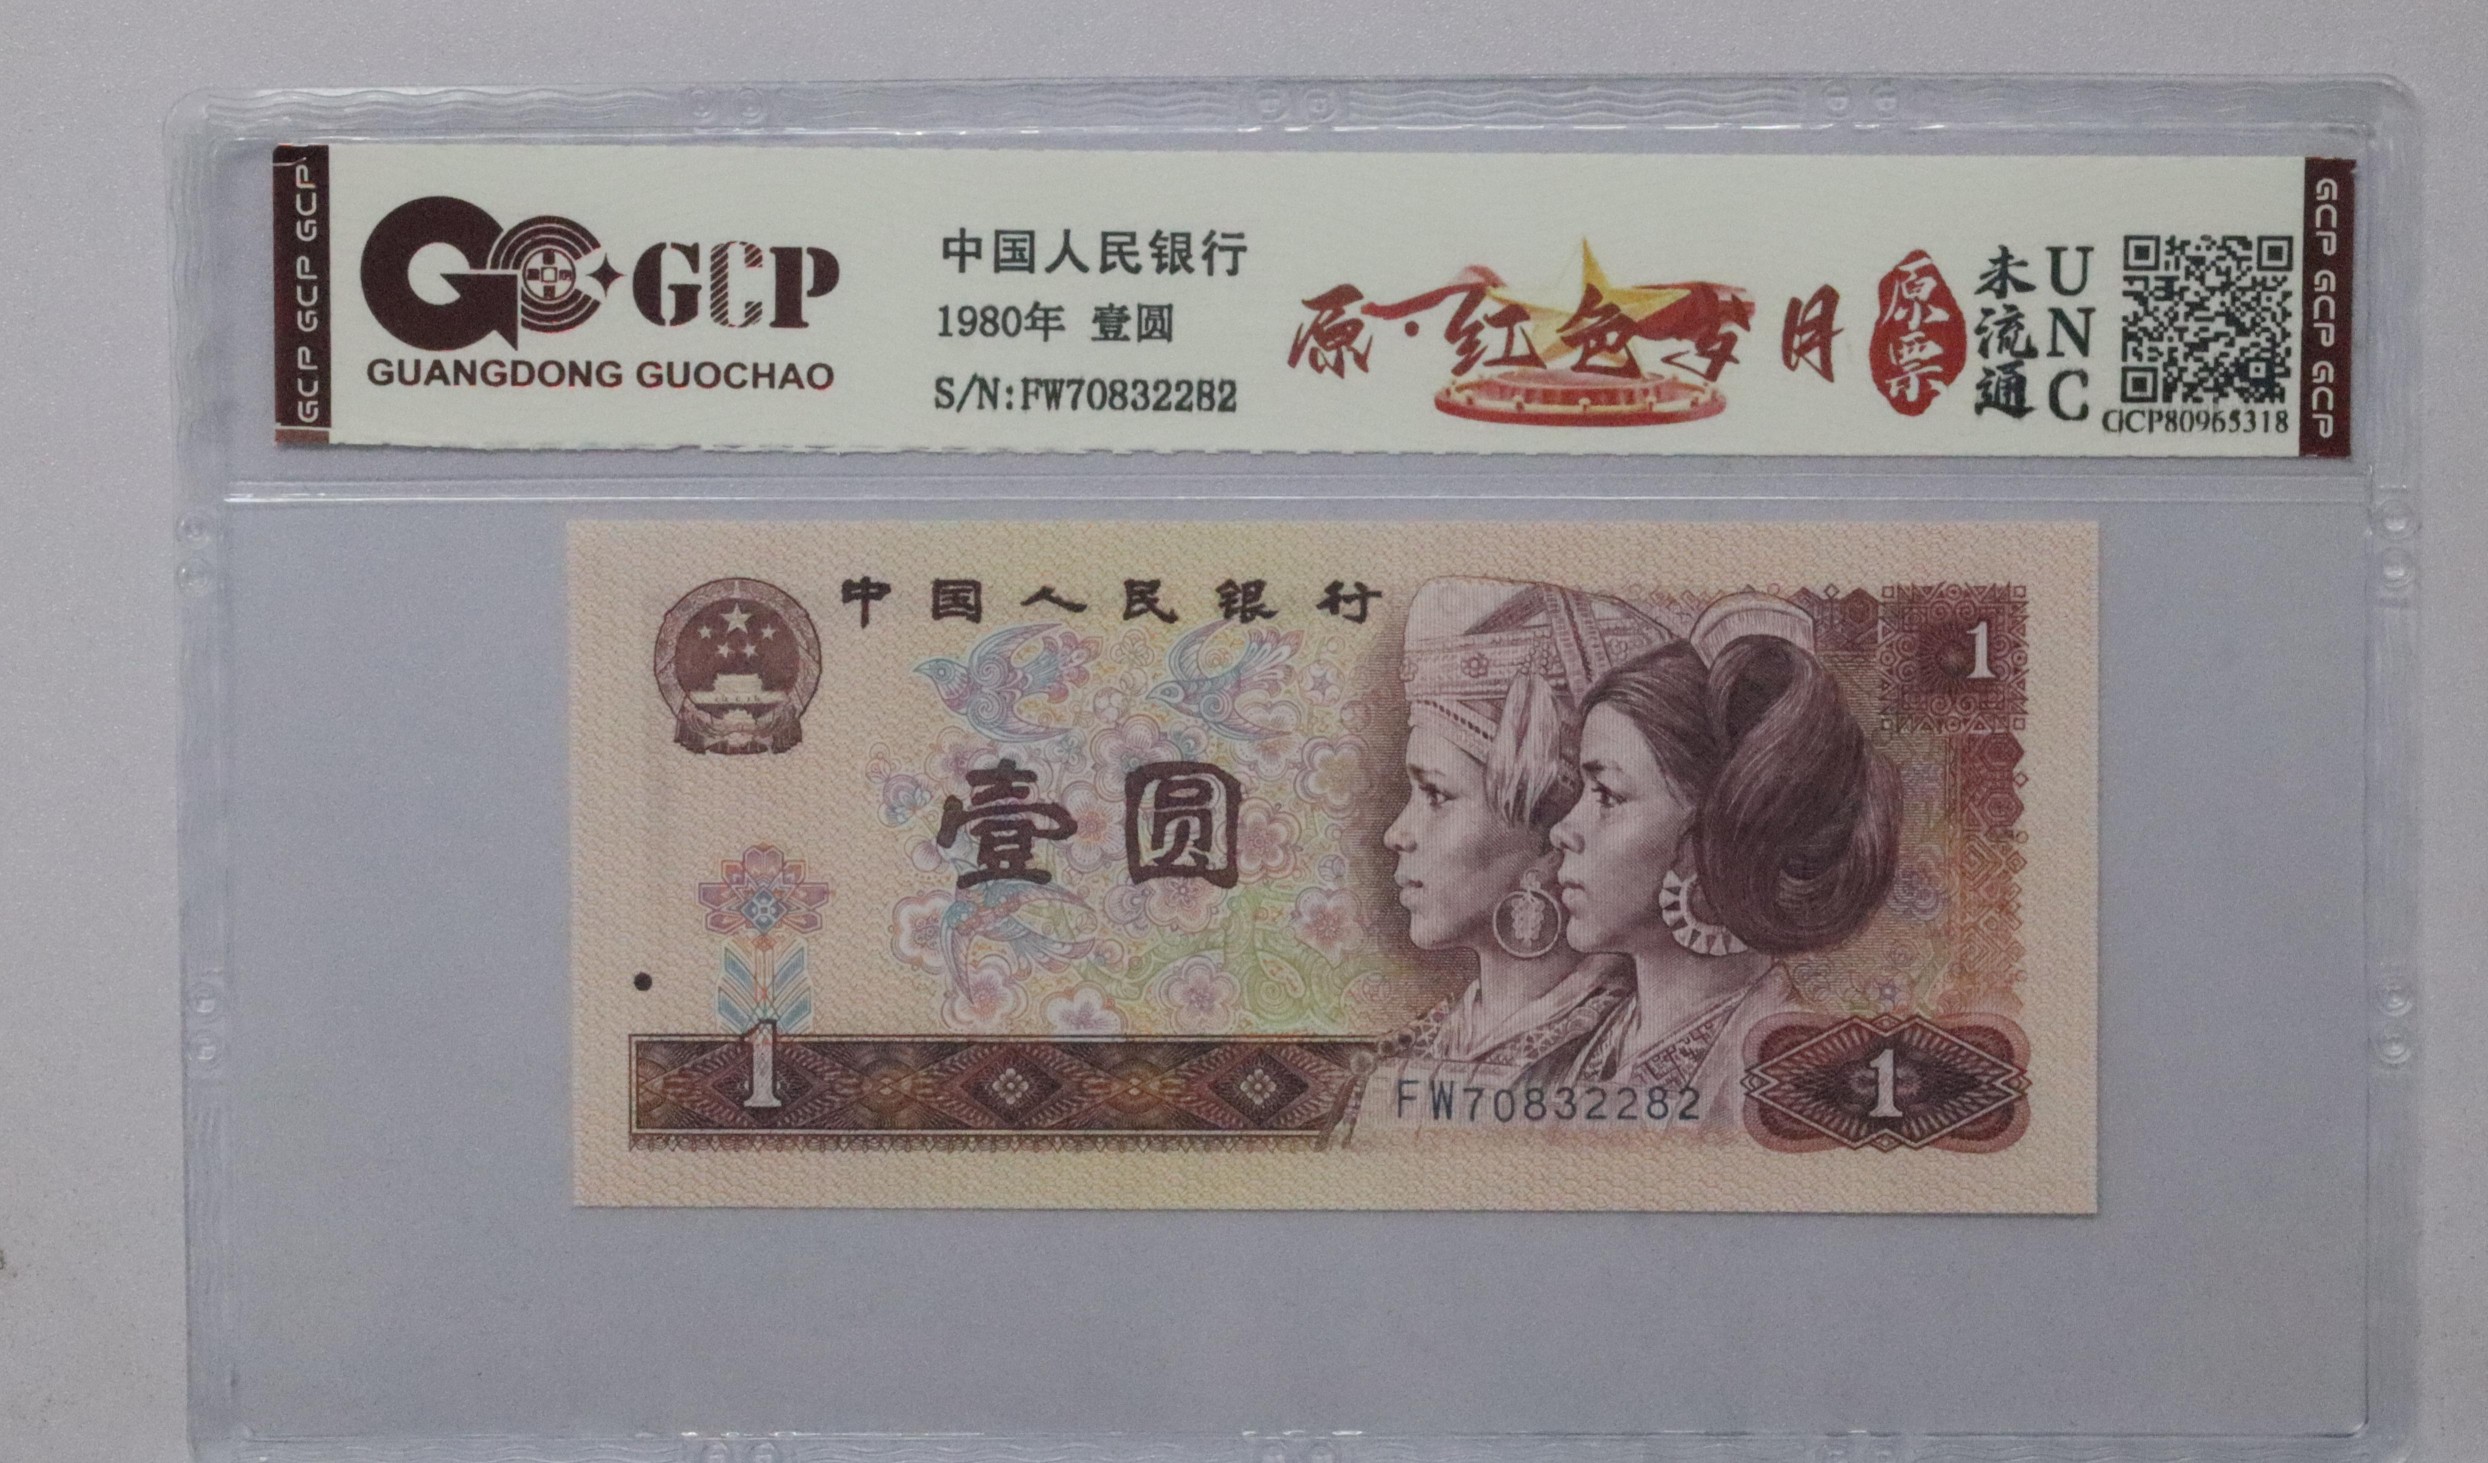 GCP GCP GCP
GCP
GUANGDONG GUOCHAO
中国人民银行
1980年 壹圆
S/N:FW70832282
原·红色岁月
原票
未流通
UNC
GCP80965318
GCP GCP GCP
中国人民银行
1
壹圆
1
FW70832282
1